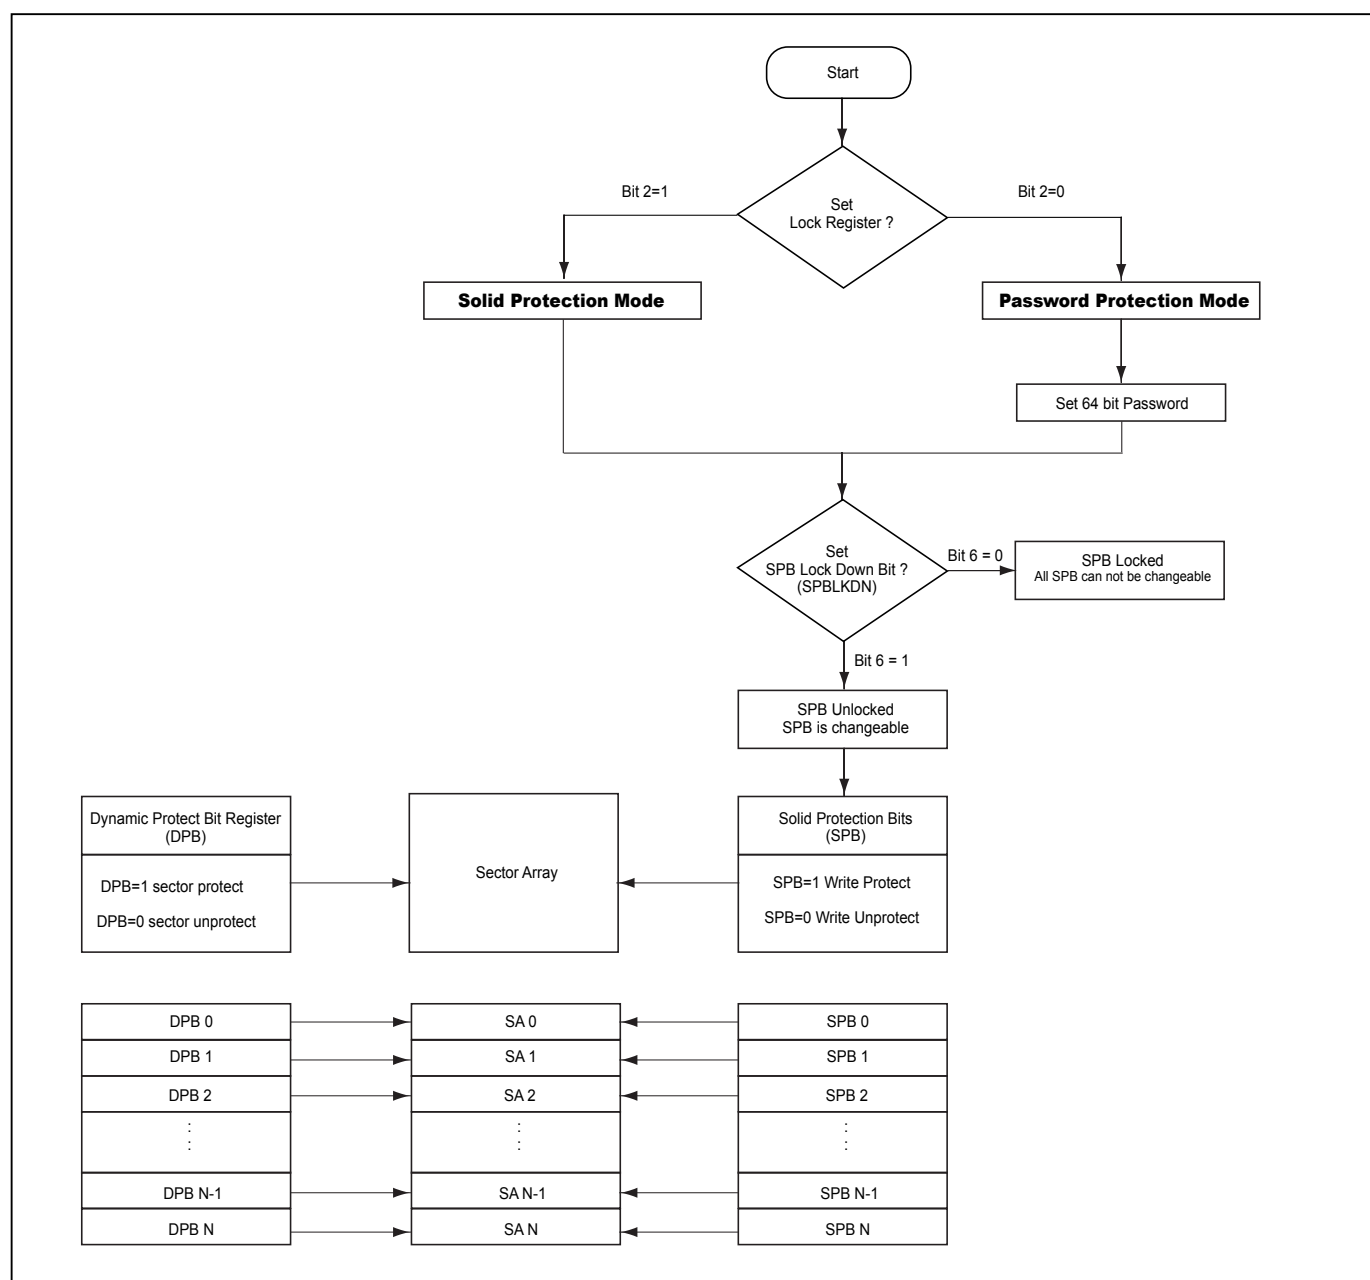 Start
Set
Lock Register ?
Bit 2=1
Bit 2=0
Solid Protection Mode
Password Protection Mode
Set 64 bit Password
Set
SPB Lock Down Bit ?
(SPBLKDN)
Bit 6 = 0
SPB Locked
All SPB can not be changeable
Bit 6 = 1
SPB Unlocked
SPB is changeable
Dynamic Protect Bit Register
(DPB)
DPB=1 sector protect
DPB=0 sector unprotect
Sector Array
Solid Protection Bits
(SPB)
SPB=1 Write Protect
SPB=0 Write Unprotect
DPB 0
SA 0
SPB 0
DPB 1
SA 1
SPB 1
DPB 2
SA 2
SPB 2
DPB N-1
SA N-1
SPB N-1
DPB N
SA N
SPB N